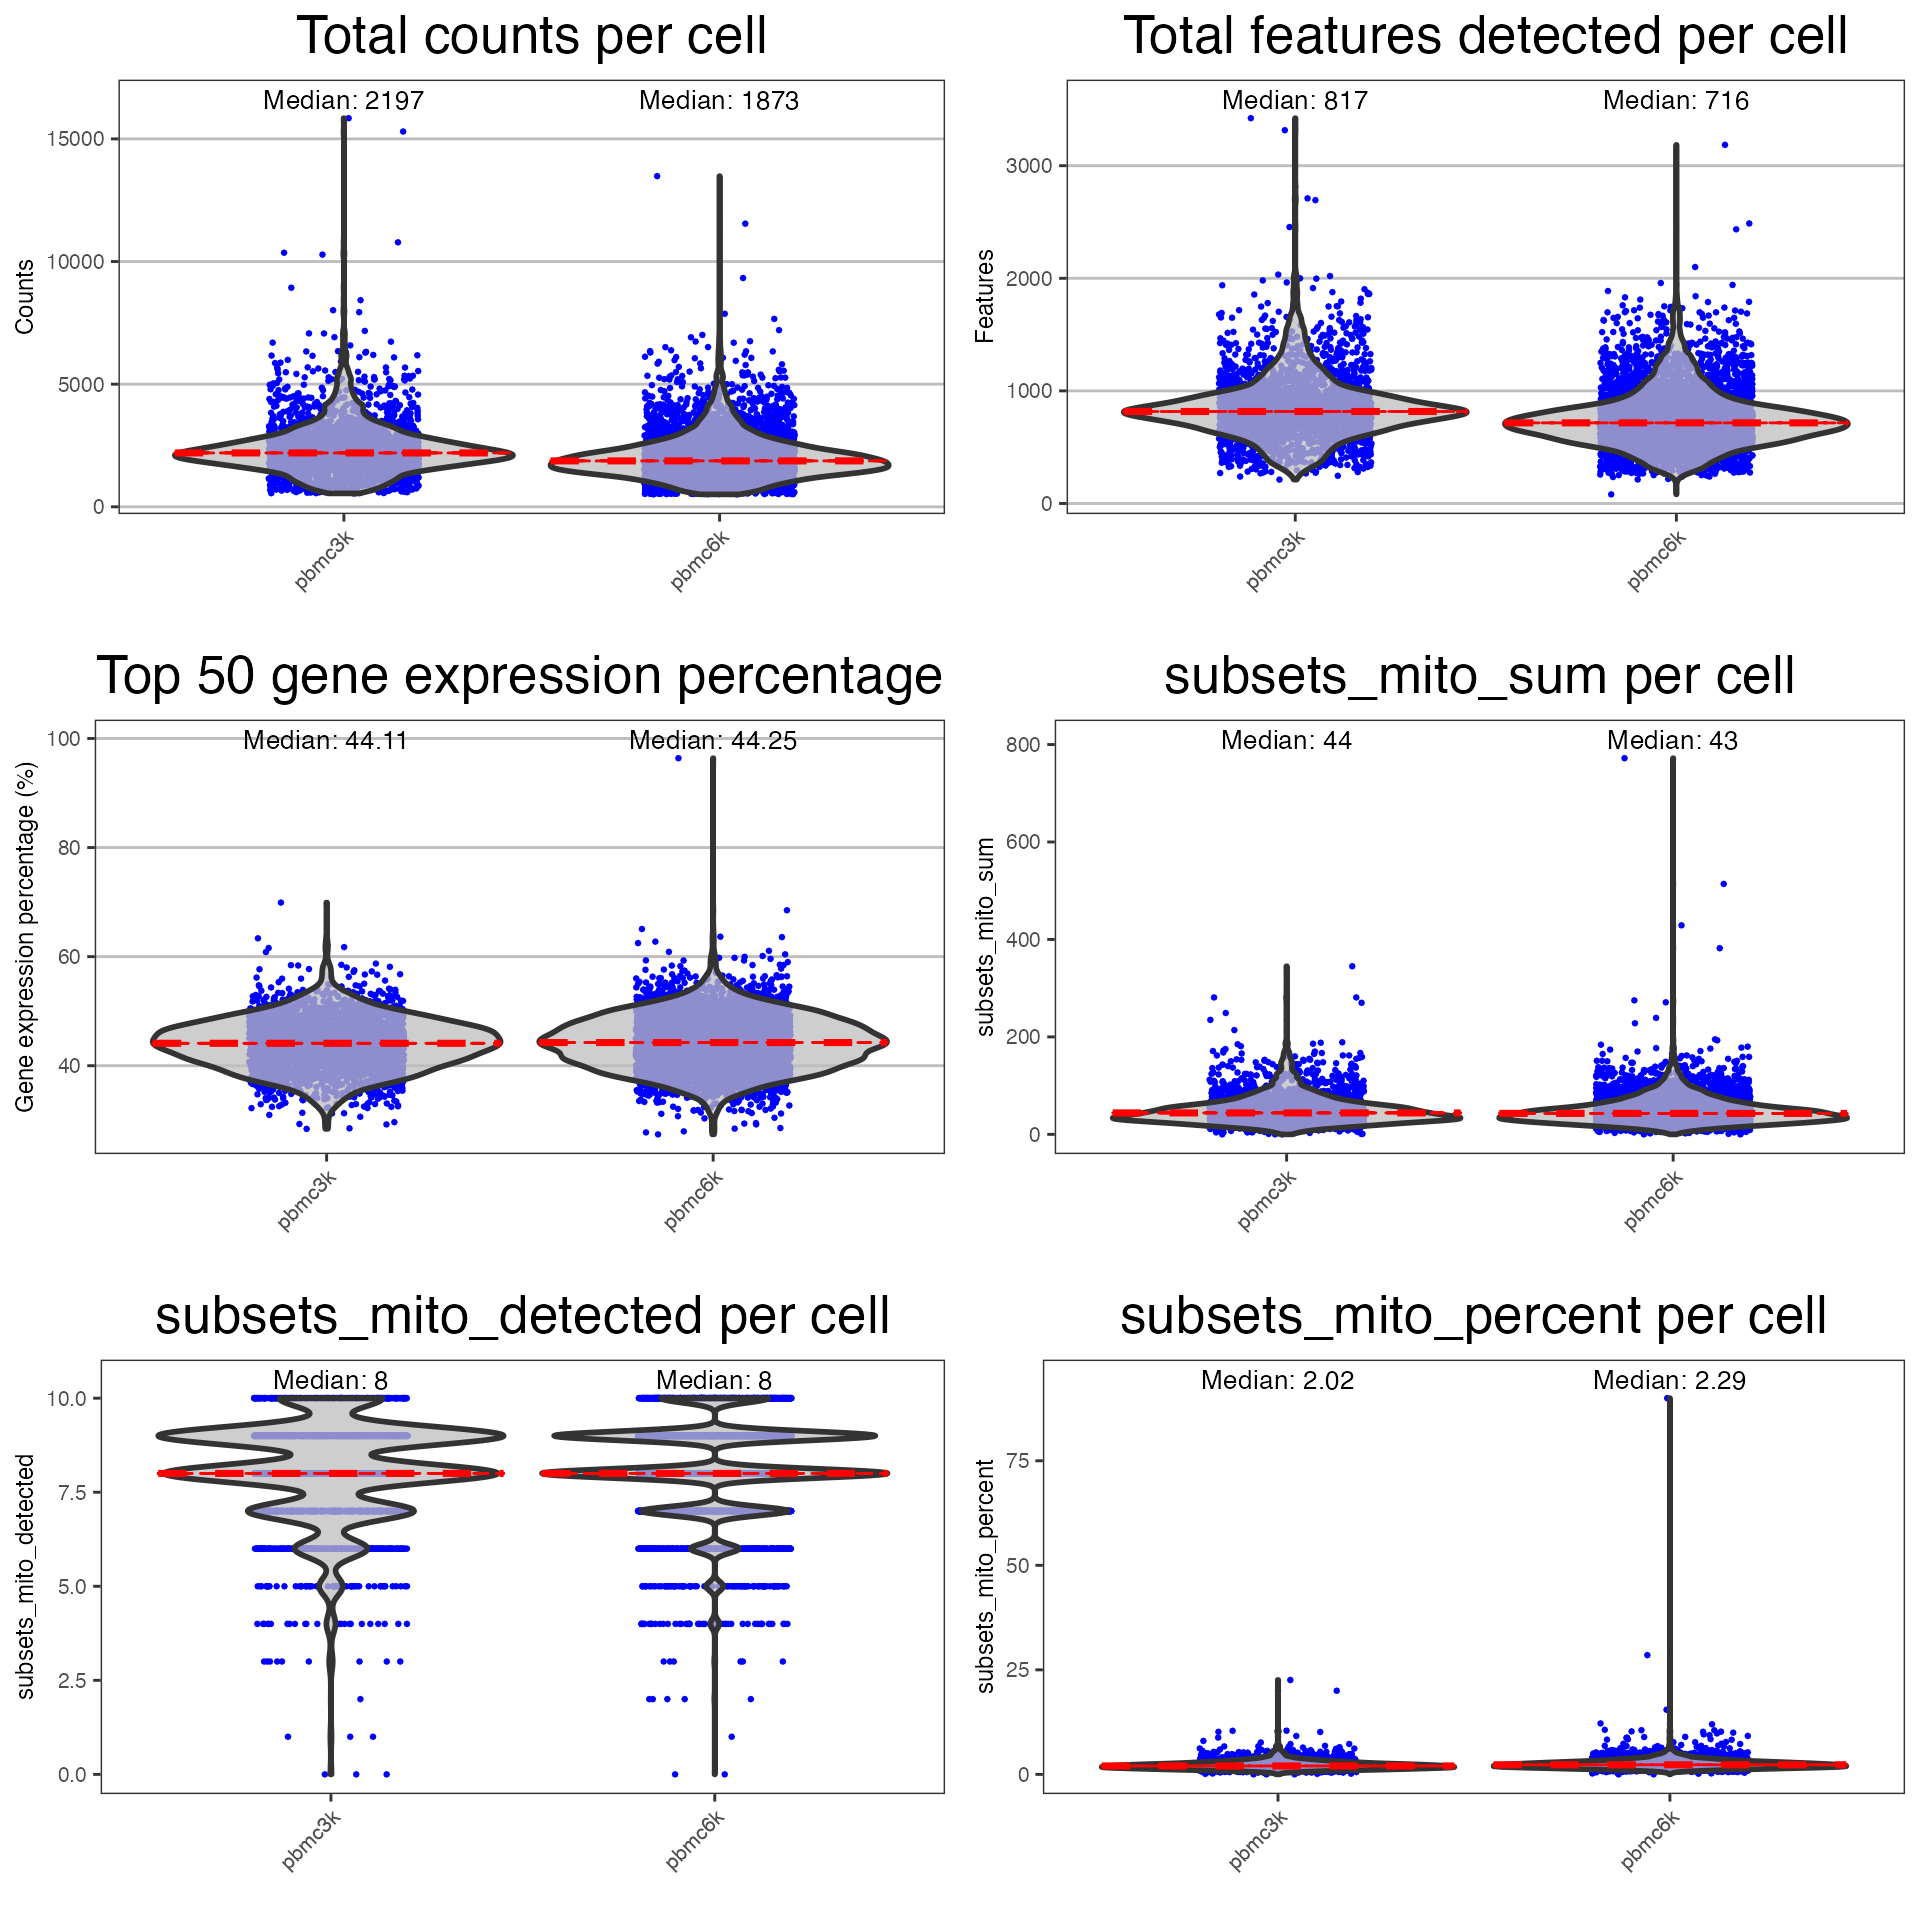 Total counts per cell
Median: 2197
Median: 1873
15000
10000
5000
0
Counts
pbmc3k
pbmc6k
Total features detected per cell
Median: 817
Median: 716
3000
2000
1000
0
Features
pbmc3k
pbmc6k
Top 50 gene expression percentage
Median: 44.11
Median: 44.25
100
80
60
40
Gene expression percentage (%)
pbmc3k
pbmc6k
subsets_mito_sum per cell
Median: 44
Median: 43
800
600
400
200
0
subsets_mito_sum
pbmc3k
pbmc6k
subsets_mito_detected per cell
Median: 8
Median: 8
10.0
7.5
5.0
2.5
0.0
subsets_mito_detected
pbmc3k
pbmc6k
subsets_mito_percent per cell
Median: 2.02
Median: 2.29
75
50
25
0
subsets_mito_percent
pbmc3k
pbmc6k